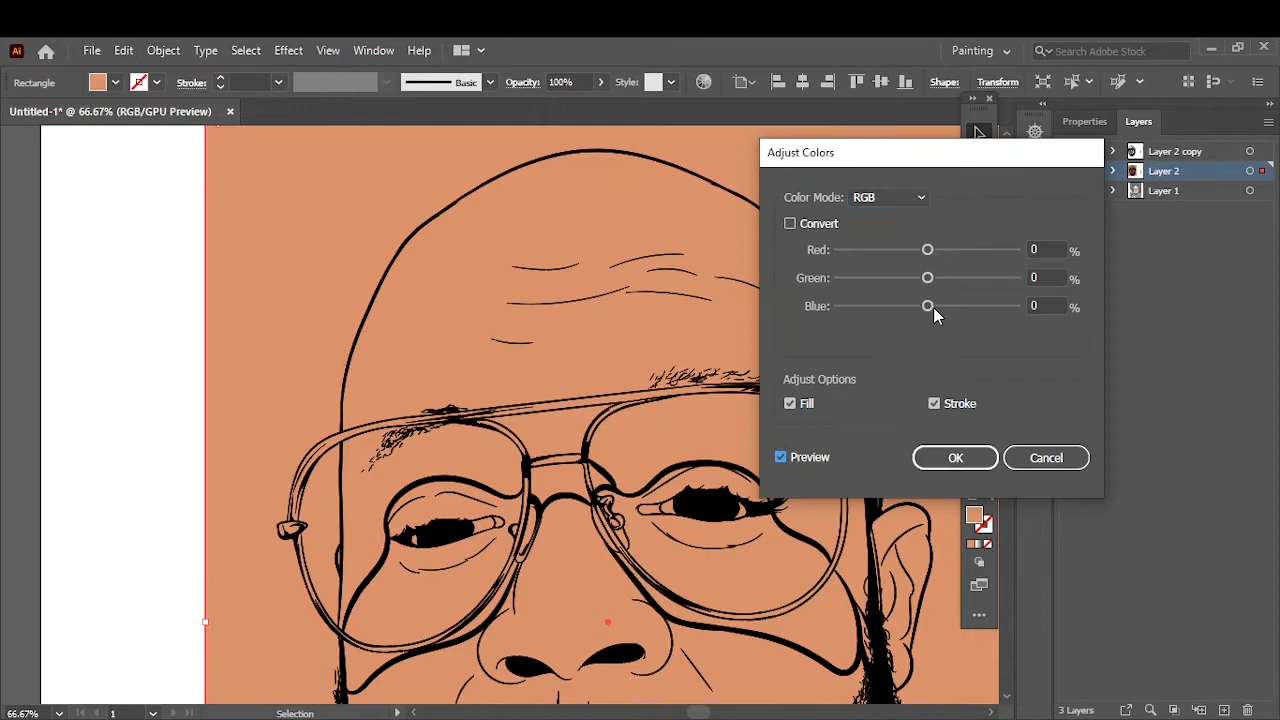 Ai File Edit Object Type Select Effect View Window Help Painting Search Adobe Stock
Rectangle Stroke: Basic Opacity: 100% Style: Shape: Transform
Untitled-1* @ 66.67% (RGB/GPU Preview)
Properties Layers
Layer 2 copy
Layer 2
Layer 1
Adjust Colors
Color Mode: RGB
Convert
Red: 0 %
Green: 0 %
Blue: 0 %
Adjust Options
Fill Stroke
Preview OK Cancel
66.67% 1 Selection 3 Layers